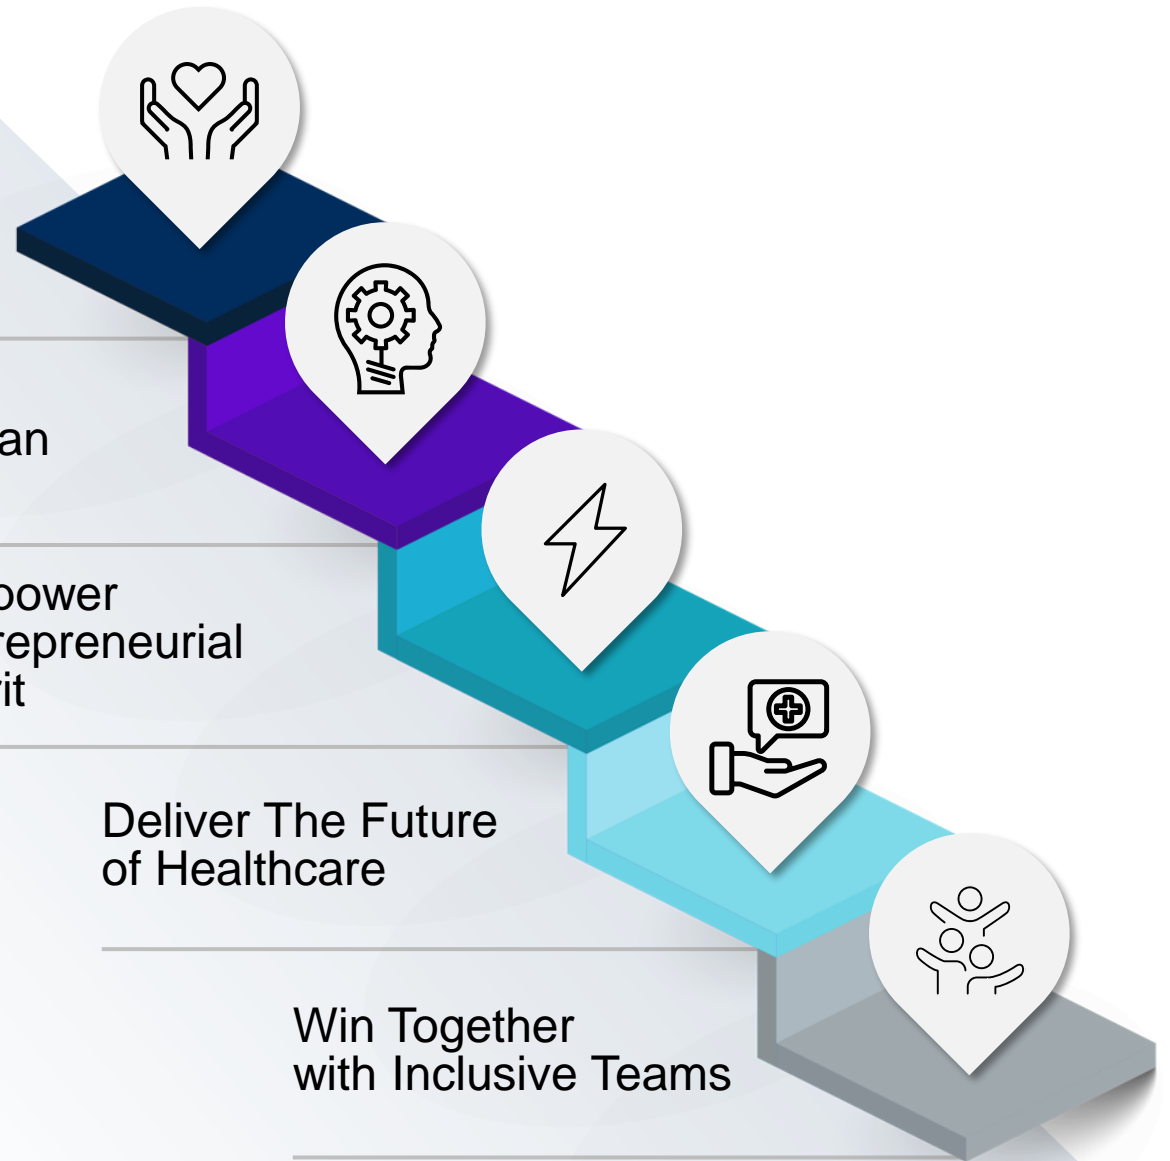 an
power
repreneurial
rit
Deliver The Future
of Healthcare
Win Together
with Inclusive Teams